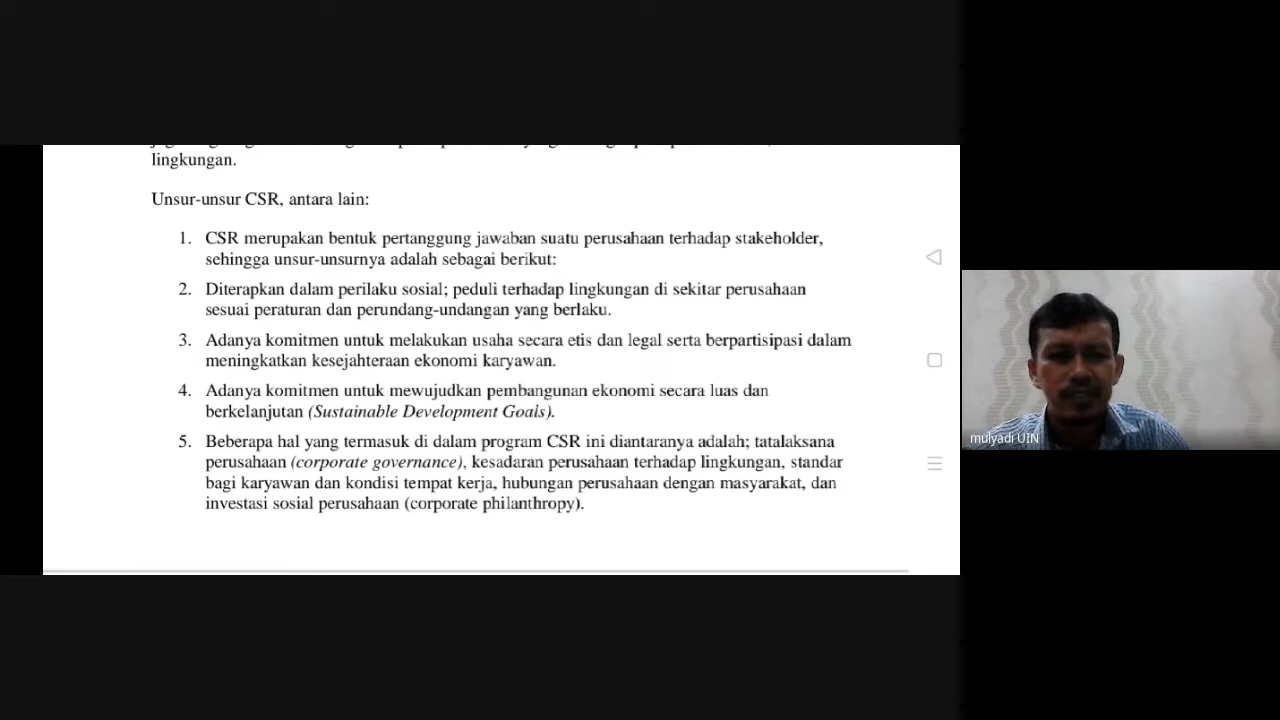 lingkungan.
Unsur-unsur CSR, antara lain:
1. CSR merupakan bentuk pertanggung jawaban suatu perusahaan terhadap stakeholder,
sehingga unsur-unsurnya adalah sebagai berikut:
2. Diterapkan dalam perilaku sosial; peduli terhadap lingkungan di sekitar perusahaan
sesuai peraturan dan perundang-undangan yang berlaku.
3. Adanya komitmen untuk melakukan usaha secara etis dan legal serta berpartisipasi dalam
meningkatkan kesejahteraan ekonomi karyawan.
4. Adanya komitmen untuk mewujudkan pembangunan ekonomi secara luas dan
berkelanjutan (Sustainable Development Goals).
5. Beberapa hal yang termasuk di dalam program CSR ini diantaranya adalah; tatalaksana
perusahaan (corporate governance), kesadaran perusahaan terhadap lingkungan, standar
bagi karyawan dan kondisi tempat kerja, hubungan perusahaan dengan masyarakat, dan
investasi sosial perusahaan (corporate philanthropy).
mulyadi UIN